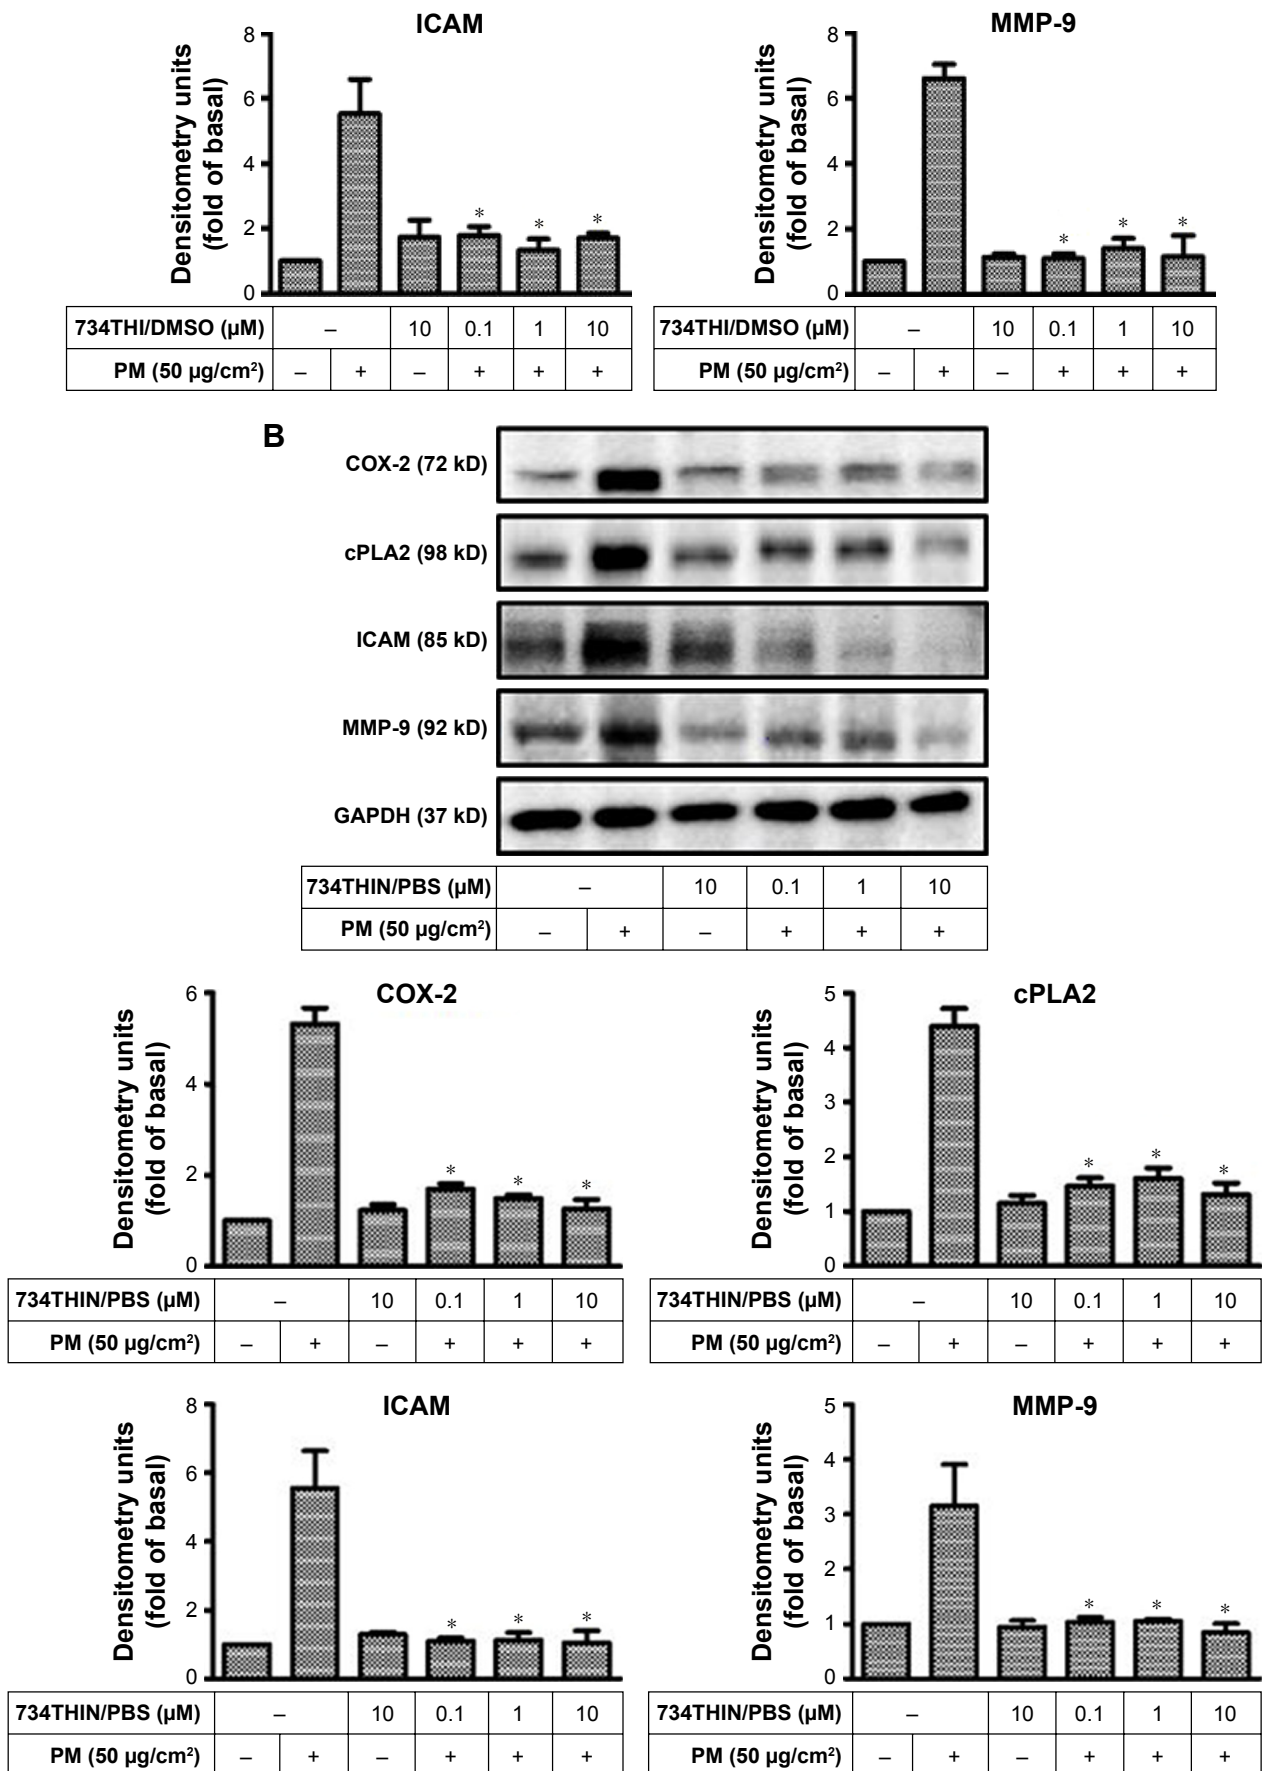 ICAM
Densitometry units
(fold of basal)
8
6
4
2
0
*
*
*
734THI/DMSO (µM) – 10 0.1 1 10
PM (50 µg/cm²) – + – + + +
MMP-9
Densitometry units
(fold of basal)
8
6
4
2
0
*
*
*
734THI/DMSO (µM) – 10 0.1 1 10
PM (50 µg/cm²) – + – + + +
B
COX-2 (72 kD)
cPLA2 (98 kD)
ICAM (85 kD)
MMP-9 (92 kD)
GAPDH (37 kD)
734THIN/PBS (µM) – 10 0.1 1 10
PM (50 µg/cm²) – + – + + +
COX-2
Densitometry units
(fold of basal)
6
4
2
0
*
*
*
734THIN/PBS (µM) – 10 0.1 1 10
PM (50 µg/cm²) – + – + + +
cPLA2
Densitometry units
(fold of basal)
5
4
3
2
1
0
*
*
*
734THIN/PBS (µM) – 10 0.1 1 10
PM (50 µg/cm²) – + – + + +
ICAM
Densitometry units
(fold of basal)
8
6
4
2
0
*
*
*
734THIN/PBS (µM) – 10 0.1 1 10
PM (50 µg/cm²) – + – + + +
MMP-9
Densitometry units
(fold of basal)
5
4
3
2
1
0
*
*
*
734THIN/PBS (µM) – 10 0.1 1 10
PM (50 µg/cm²) – + – + + +